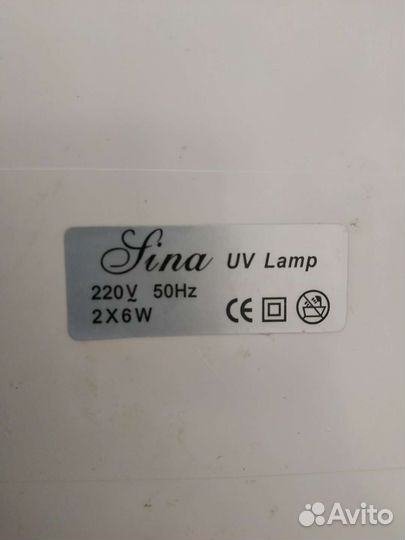 Sina UV Lamp
220V 50Hz
2X6W
CE
Avito